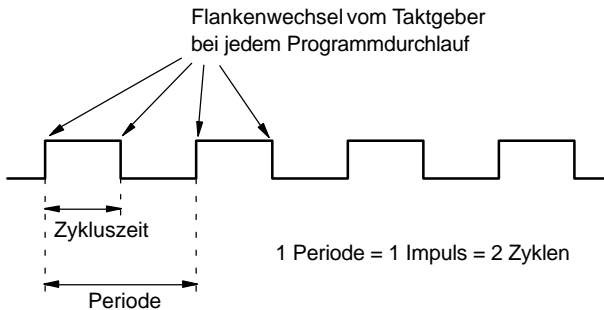 Flankenwechsel vom Taktgeber
bei jedem Programmdurchlauf
Zykluszeit
1 Periode = 1 Impuls = 2 Zyklen
Periode